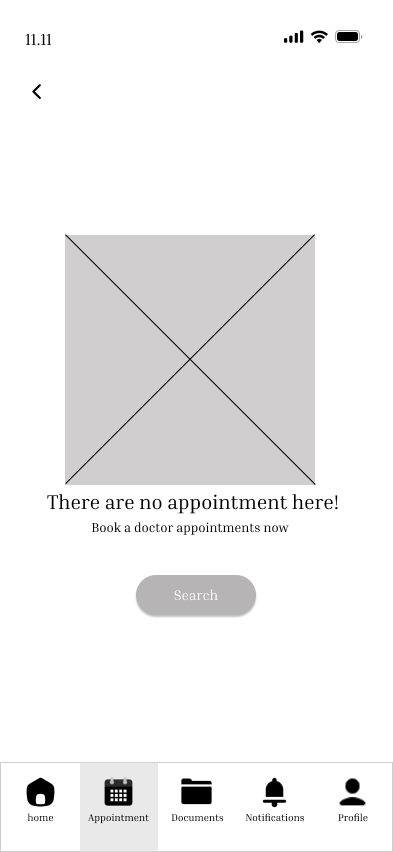 11.11
There are no appointment here!
Book a doctor appointments now
Search
home
Appointment
Documents
Notifications
Profile